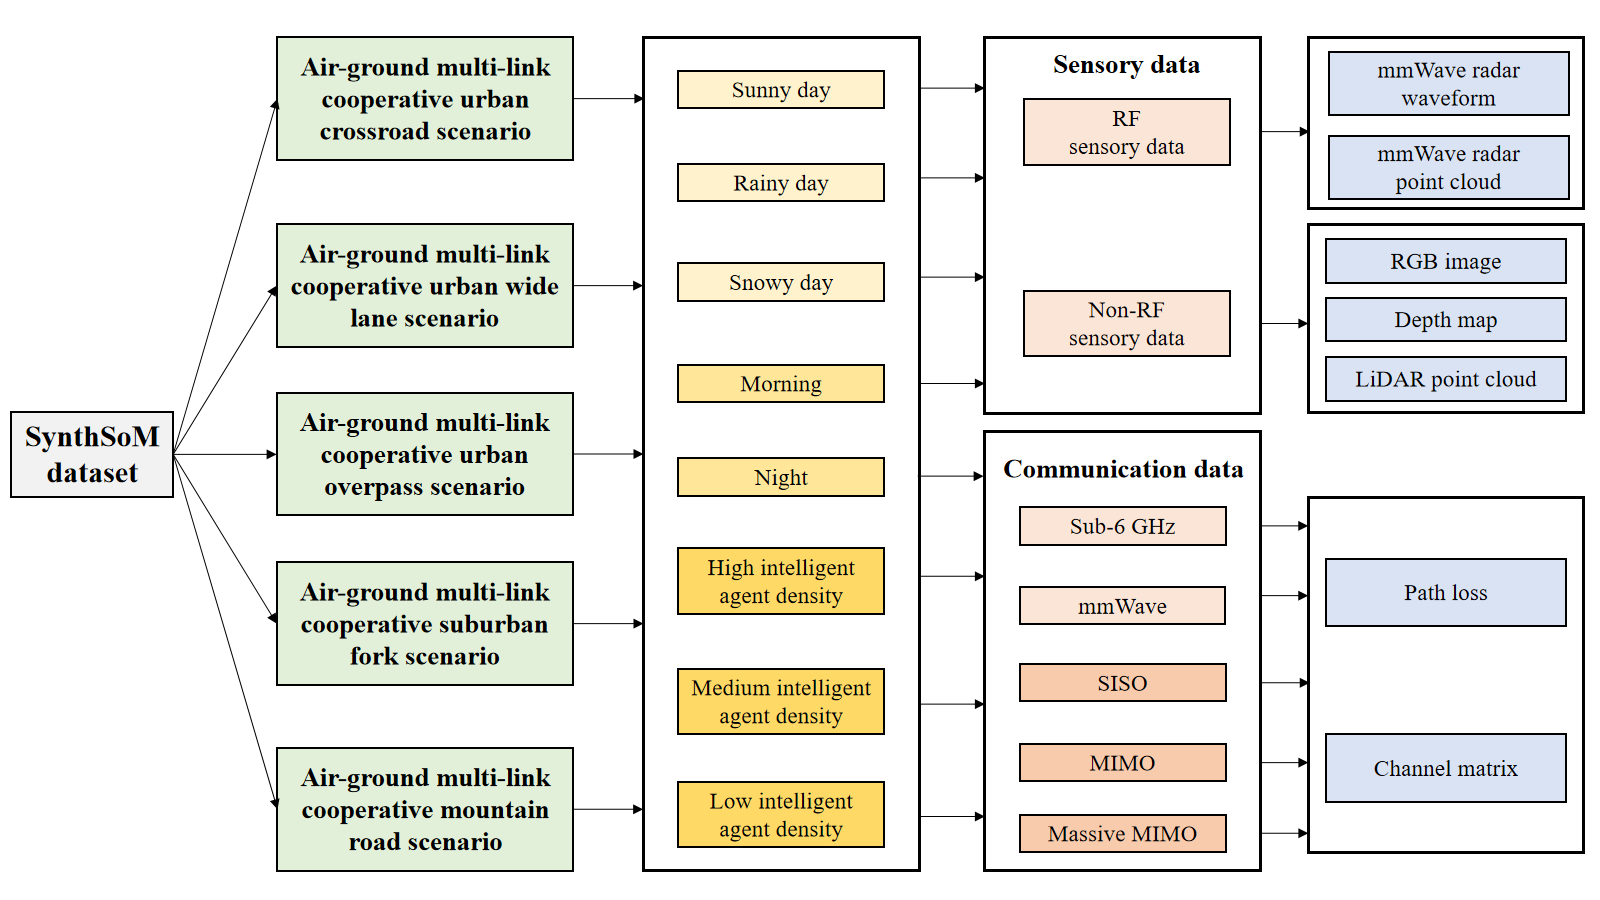 SynthSoM
dataset
Air-ground multi-link
cooperative urban
crossroad scenario
Air-ground multi-link
cooperative urban wide
lane scenario
Air-ground multi-link
cooperative urban
overpass scenario
Air-ground multi-link
cooperative suburban
fork scenario
Air-ground multi-link
cooperative mountain
road scenario
Sunny day
Rainy day
Snowy day
Morning
Night
High intelligent
agent density
Medium intelligent
agent density
Low intelligent
agent density
Sensory data
RF
sensory data
Non-RF
sensory data
Communication data
Sub-6 GHz
mmWave
SISO
MIMO
Massive MIMO
mmWave radar
waveform
mmWave radar
point cloud
RGB image
Depth map
LiDAR point cloud
Path loss
Channel matrix